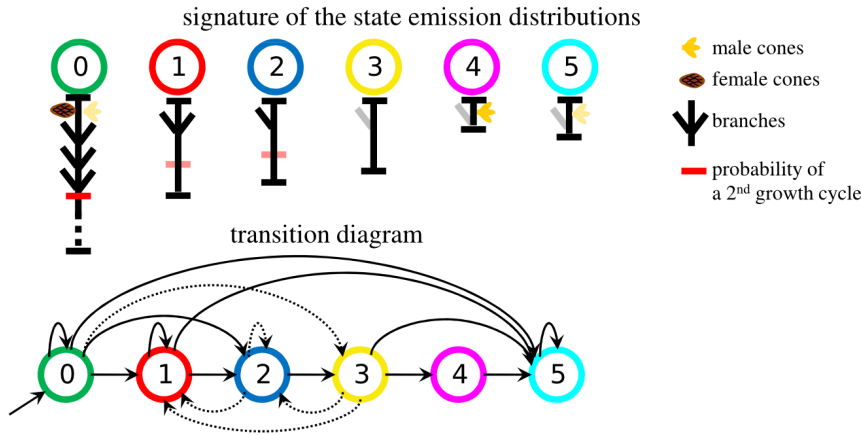 signature of the state emission distributions
0 1 2 3 4 5
male cones
female cones
branches
probability of
a 2nd growth cycle
transition diagram
0 1 2 3 4 5